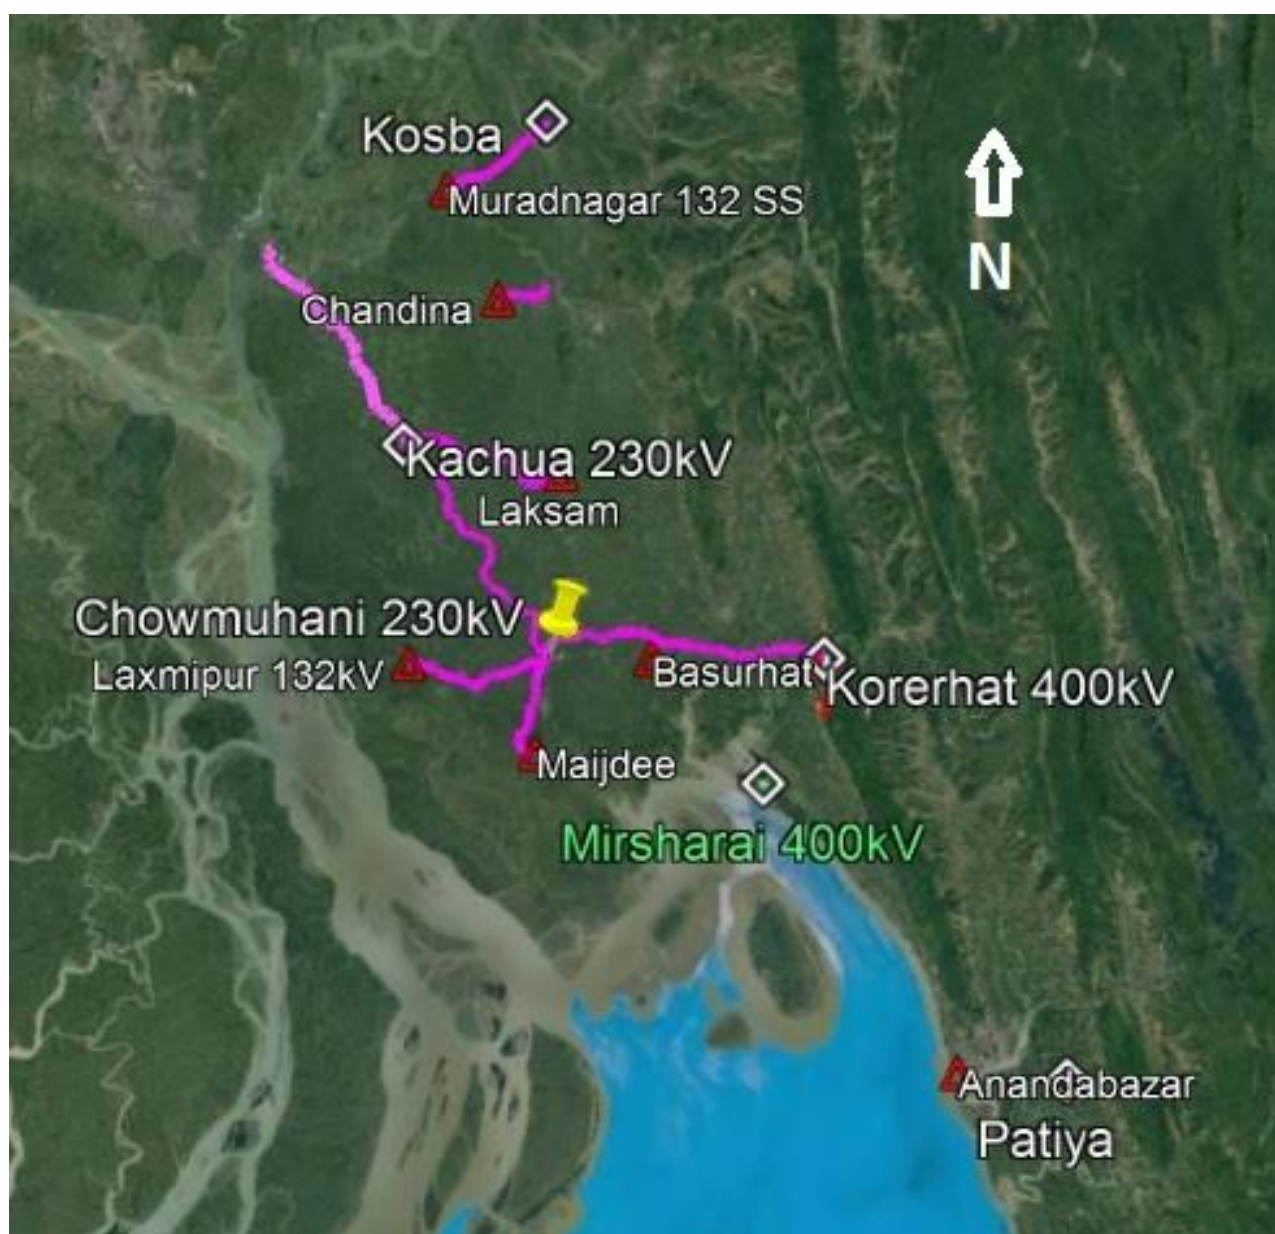 Kosba
Muradnagar 132 SS
N
Chandina
Kachua 230kV
Laksam
Chowmuhani 230kV
Laxmipur 132kV
Basurhat
Korerhat 400kV
Maijdee
Mirsharai 400kV
Anandabazar
Patiya